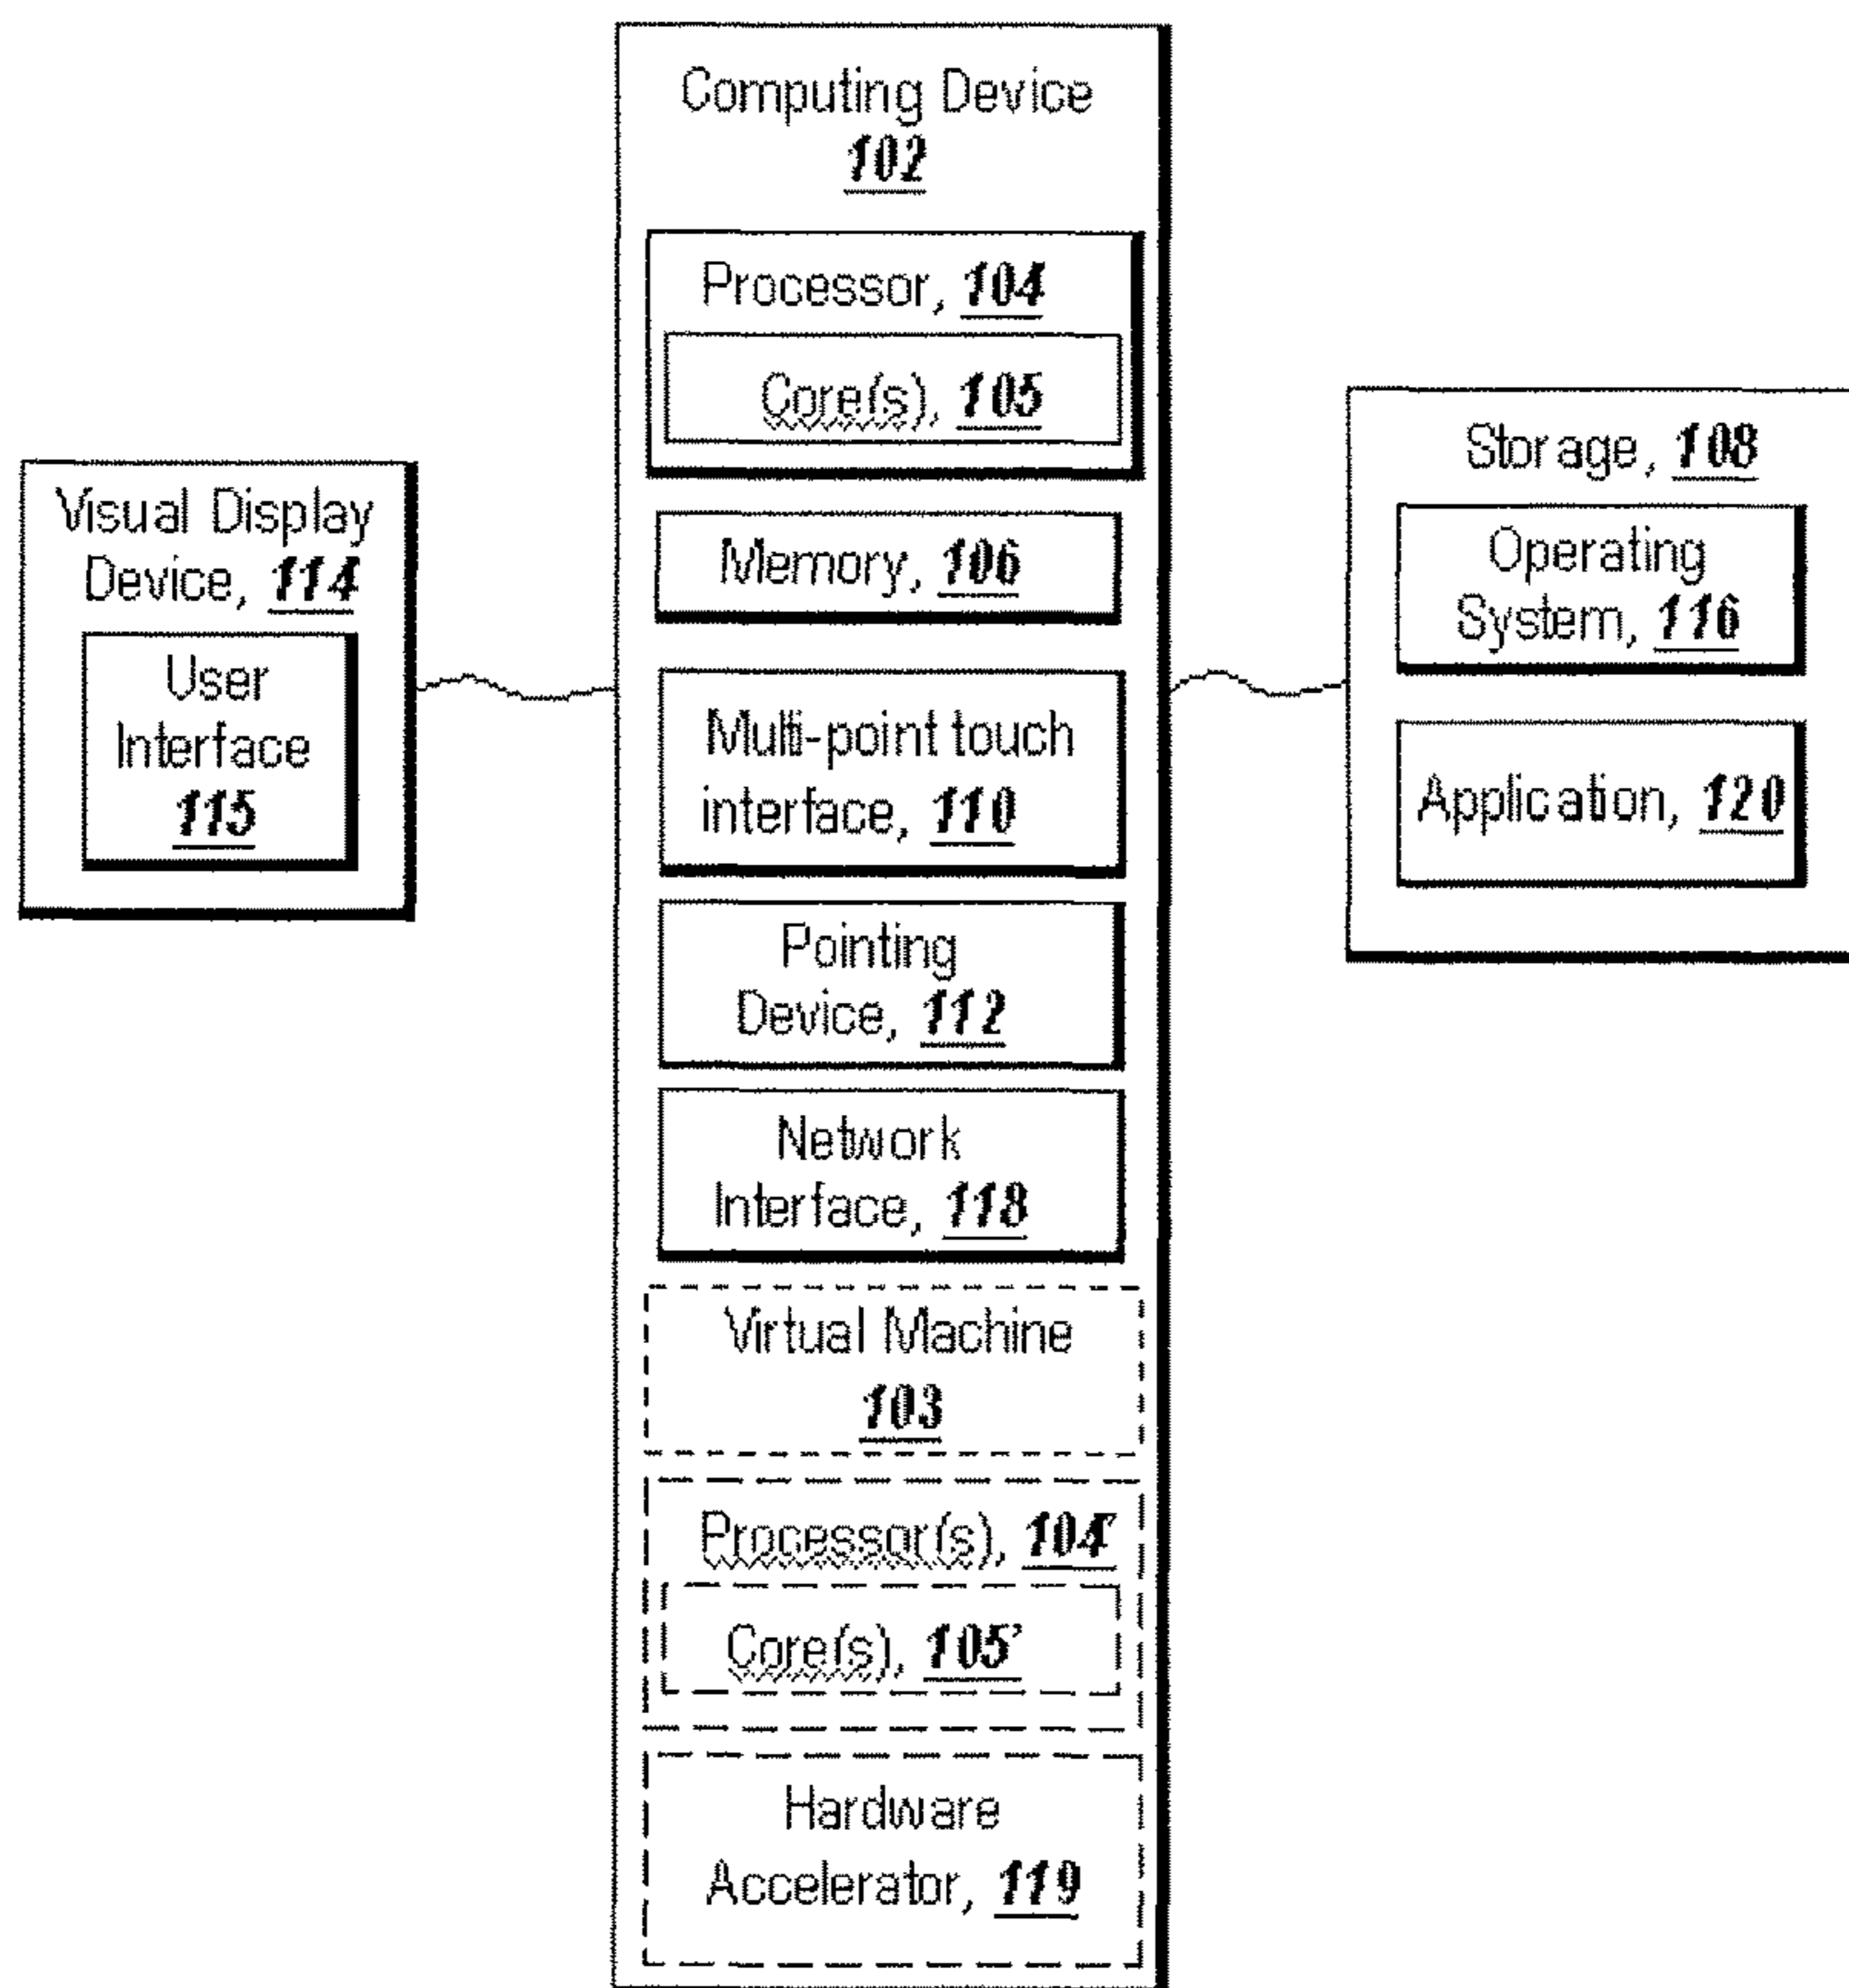 Computing Device
102
Processor, 104
Core(s), 105
Memory, 106
Multi-point touch
interface, 110
Pointing
Device, 112
Network
Interface, 118
Virtual Machine
103
Processor(s), 104'
Core(s), 105'
Hardware
Accelerator, 119
Visual Display
Device, 114
User
Interface
115
Storage, 108
Operating
System, 116
Application, 120